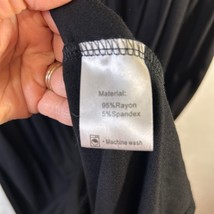 Material:
95%Rayon
5%Spandex
• Machine wash